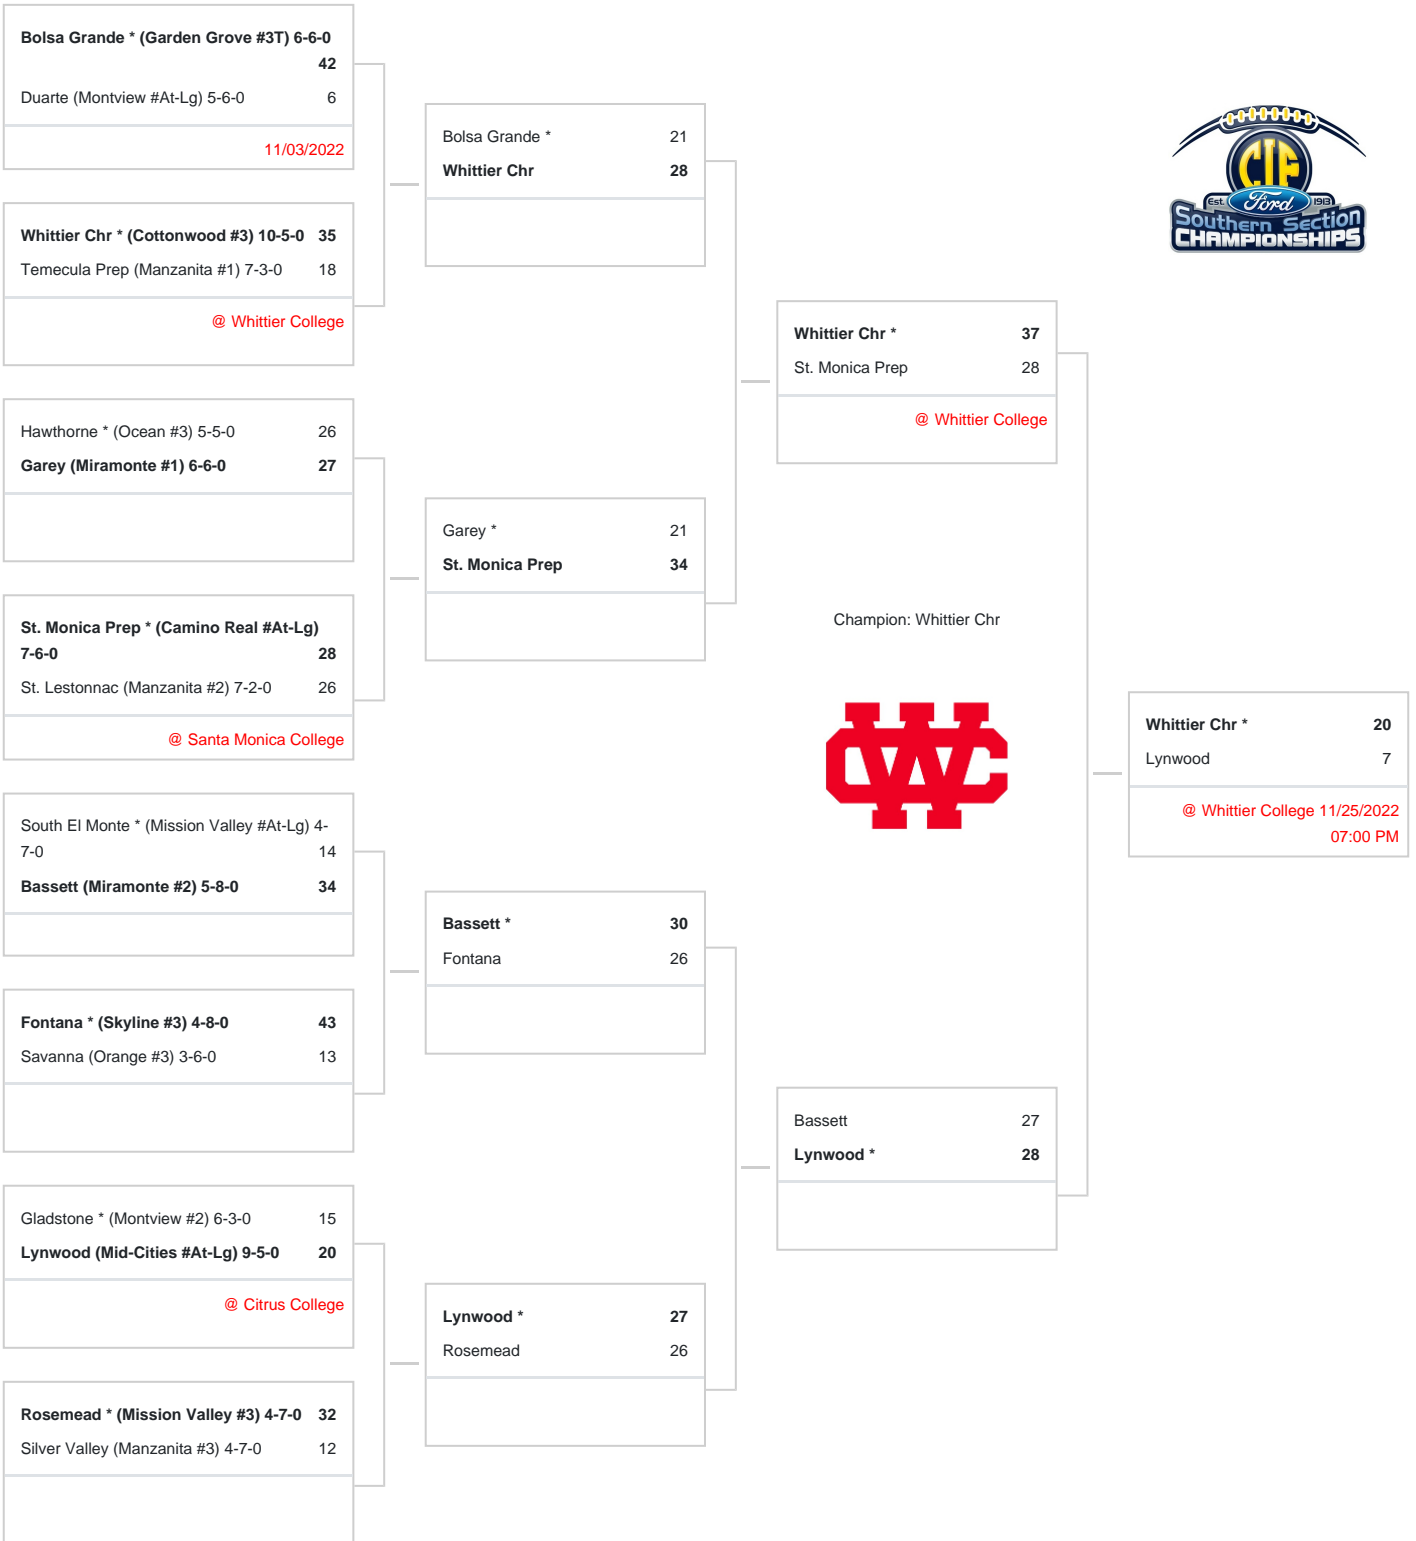 Bolsa Grande * (Garden Grove #3T) 6-6-0
42
Duarte (Montview #At-Lg) 5-6-0 6
11/03/2022
Whittier Chr * (Cottonwood #3) 10-5-0 35
Temecula Prep (Manzanita #1) 7-3-0 18
@ Whittier College
Hawthorne * (Ocean #3) 5-5-0 26
Garey (Miramonte #1) 6-6-0 27
St. Monica Prep * (Camino Real #At-Lg)
7-6-0 28
St. Lestonnac (Manzanita #2) 7-2-0 26
@ Santa Monica College
South El Monte * (Mission Valley #At-Lg) 4-
7-0 14
Bassett (Miramonte #2) 5-8-0 34
Fontana * (Skyline #3) 4-8-0 43
Savanna (Orange #3) 3-6-0 13
Gladstone * (Montview #2) 6-3-0 15
Lynwood (Mid-Cities #At-Lg) 9-5-0 20
@ Citrus College
Rosemead * (Mission Valley #3) 4-7-0 32
Silver Valley (Manzanita #3) 4-7-0 12
Bolsa Grande * 21
Whittier Chr 28
Garey * 21
St. Monica Prep 34
Bassett * 30
Fontana 26
Lynwood * 27
Rosemead 26
Whittier Chr * 37
St. Monica Prep 28
@ Whittier College
Bassett 27
Lynwood * 28
Champion: Whittier Chr
WC
Whittier Chr * 20
Lynwood 7
@ Whittier College 11/25/2022
07:00 PM
CIF
Est. Ford 1913
Southern Section
CHAMPIONSHIPS